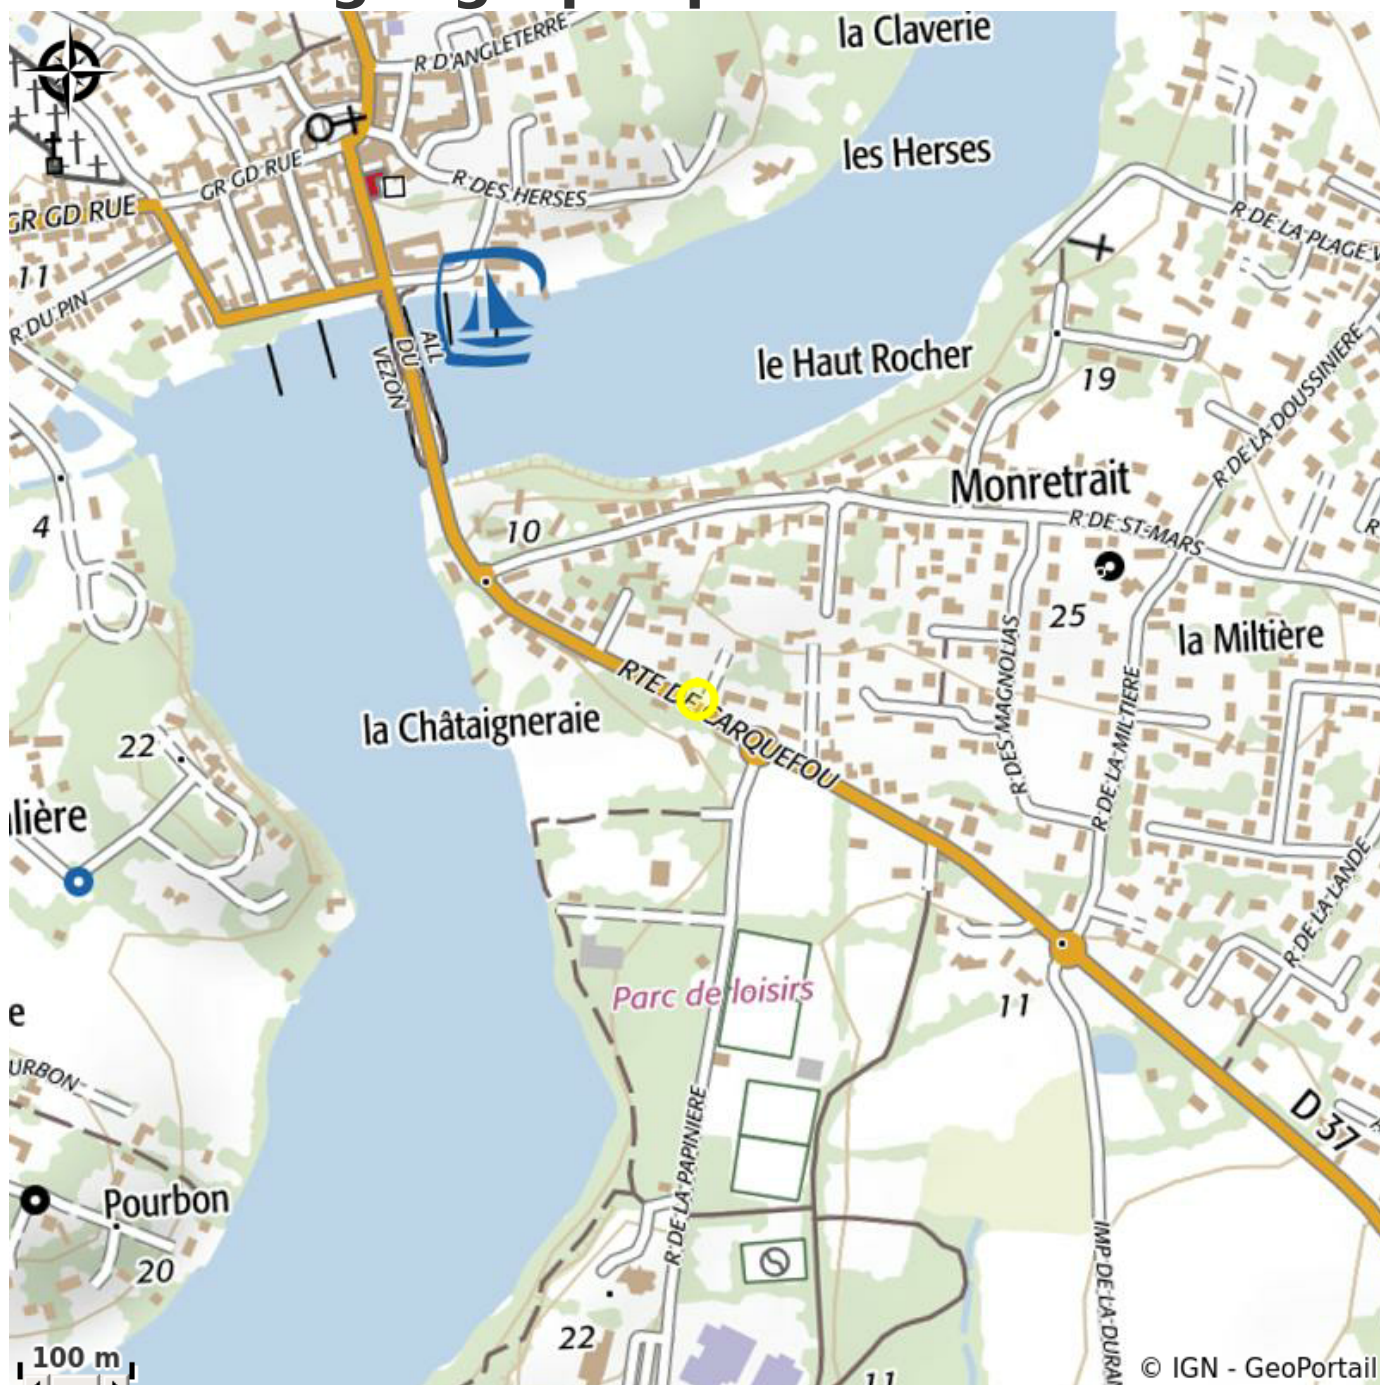 la Claverie
R D'ANGLETERRE
les Herses
GR GD RUE
R DES HERSES
GR GD RUE
R DE LA PLAGE V
11
R DU PIN
ALL
DU
VEZON
le Haut Rocher
19
R DE LA DOUSSINIERE
Monretrait
4
10
R DE ST-MARS
R
25
la Miltière
R DES MAGNOLIAS
R DE LA MILTIERE
RTE DE CARQUEFOU
la Châtaigneraie
22
lière
R DE LA LANDE
Parc de loisirs
11
e
URBON
D 37
R DE LA PAPINIERE
Pourbon
20
IMP DE LA DURAN
22
11
100 m
© IGN - GeoPortail